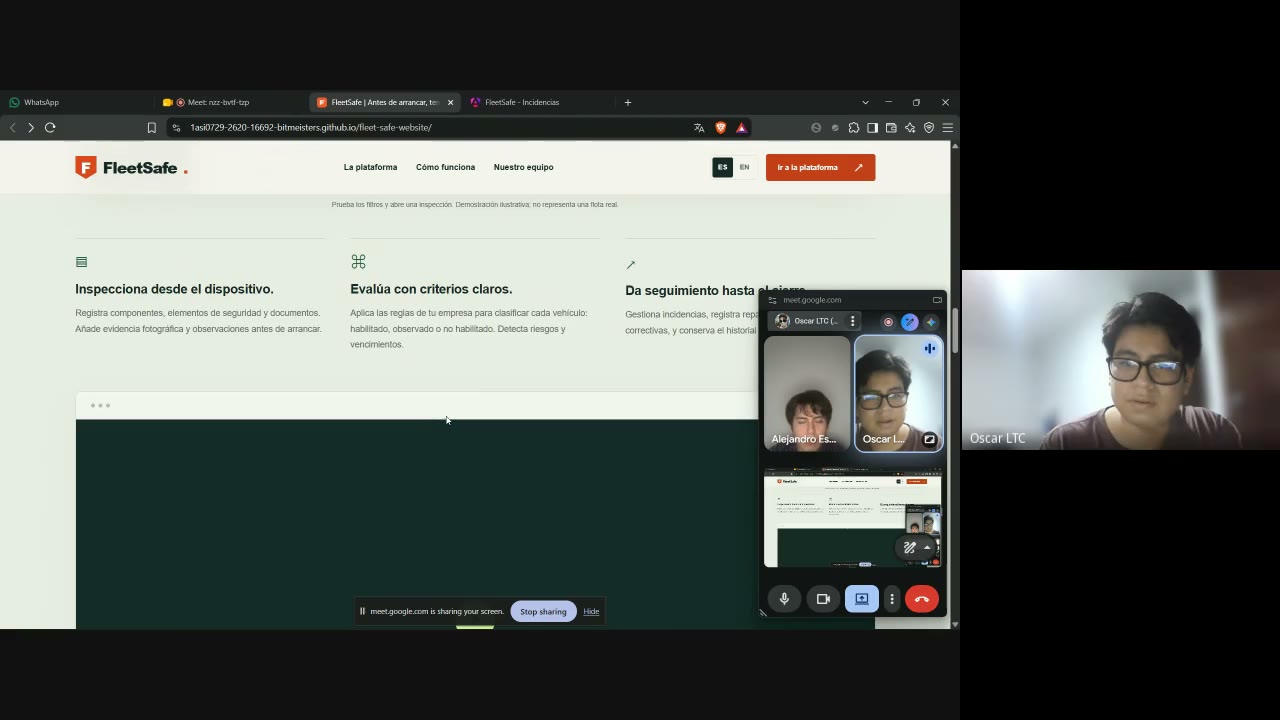 WhatsApp
Meet: nzz-bvtf-tzp
FleetSafe | Antes de arrancar, ten
FleetSafe - Incidencias
1asi0729-2620-16692-bitmeisters.github.io/fleet-safe-website/
F FleetSafe.
La plataforma
Cómo funciona
Nuestro equipo
ES
EN
Ir a la plataforma
Prueba los filtros y abre una inspección. Demostración ilustrativa; no representa una flota real.
Inspecciona desde el dispositivo.
Registra componentes, elementos de seguridad y documentos.
Añade evidencia fotográfica y observaciones antes de arrancar.
Evalúa con criterios claros.
Aplica las reglas de tu empresa para clasificar cada vehículo:
habilitado, observado o no habilitado. Detecta riesgos y
vencimientos.
Da seguimiento hasta el cierre.
Gestiona incidencias, registra
correctivas, y conserva el historial
meet.google.com
Oscar LTC (...
Alejandro Es...
Oscar L...
meet.google.com is sharing your screen.
Stop sharing
Hide
Oscar LTC